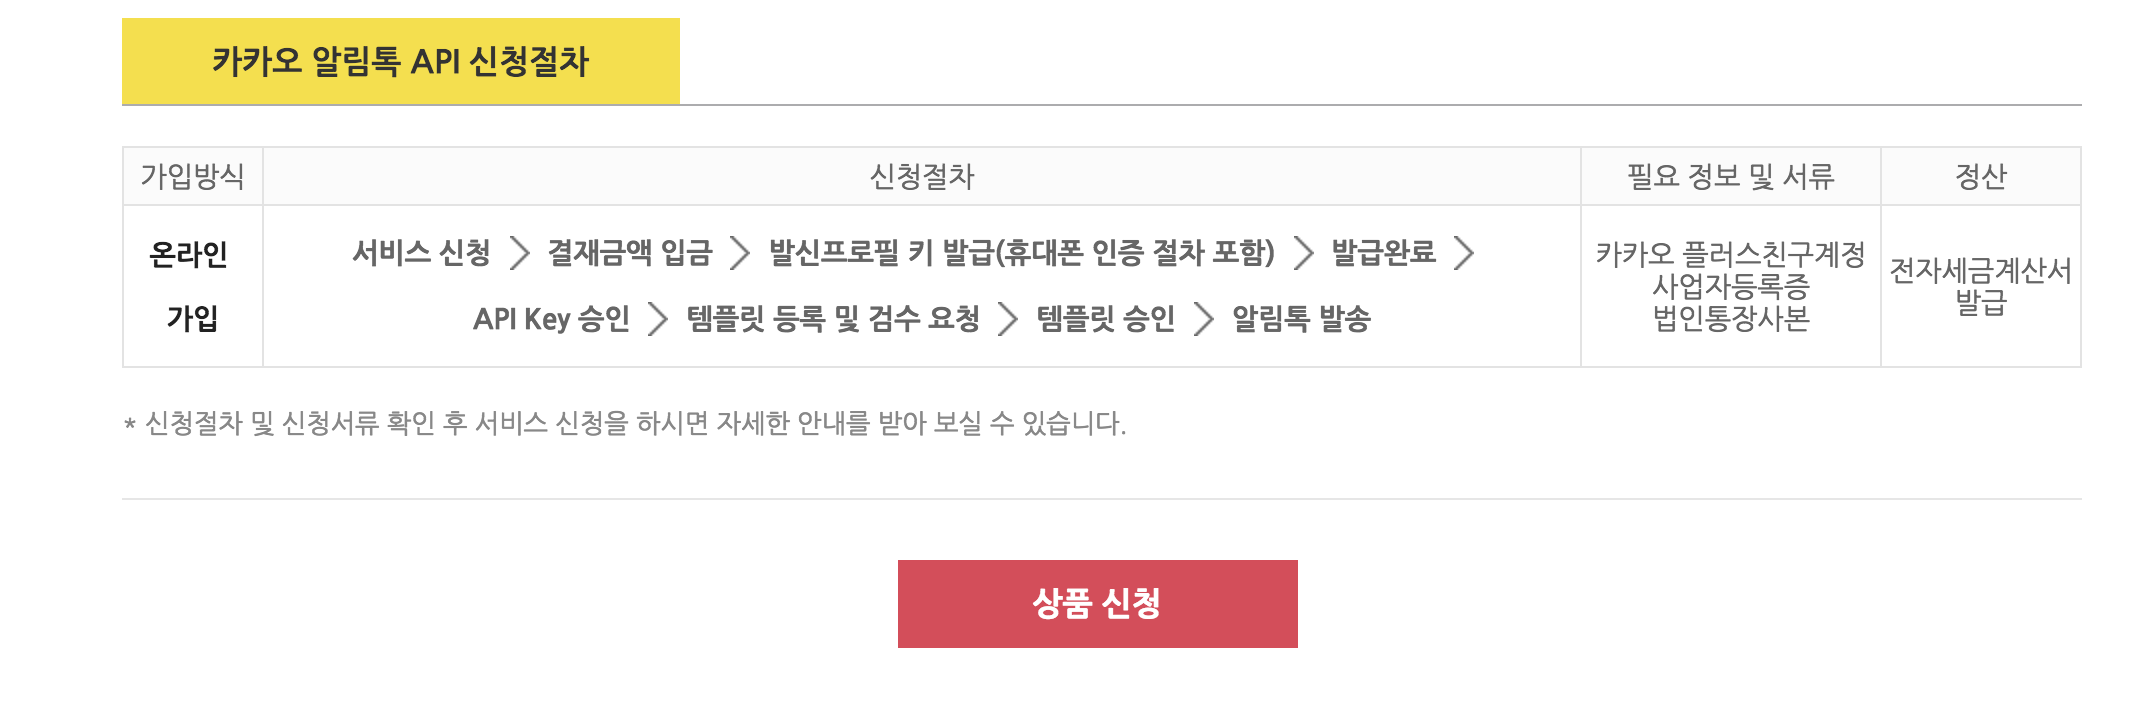 카카오 알림톡 API 신청절차
가입방식 신청절차 필요 정보 및 서류 정산
온라인
가입
서비스 신청 > 결재금액 입금 > 발신프로필 키 발급(휴대폰 인증 절차 포함) > 발급완료 >
API Key 승인 > 템플릿 등록 및 검수 요청 > 템플릿 승인 > 알림톡 발송
카카오 플러스친구계정
사업자등록증
법인통장사본
전자세금계산서
발급
* 신청절차 및 신청서류 확인 후 서비스 신청을 하시면 자세한 안내를 받아 보실 수 있습니다.
상품 신청